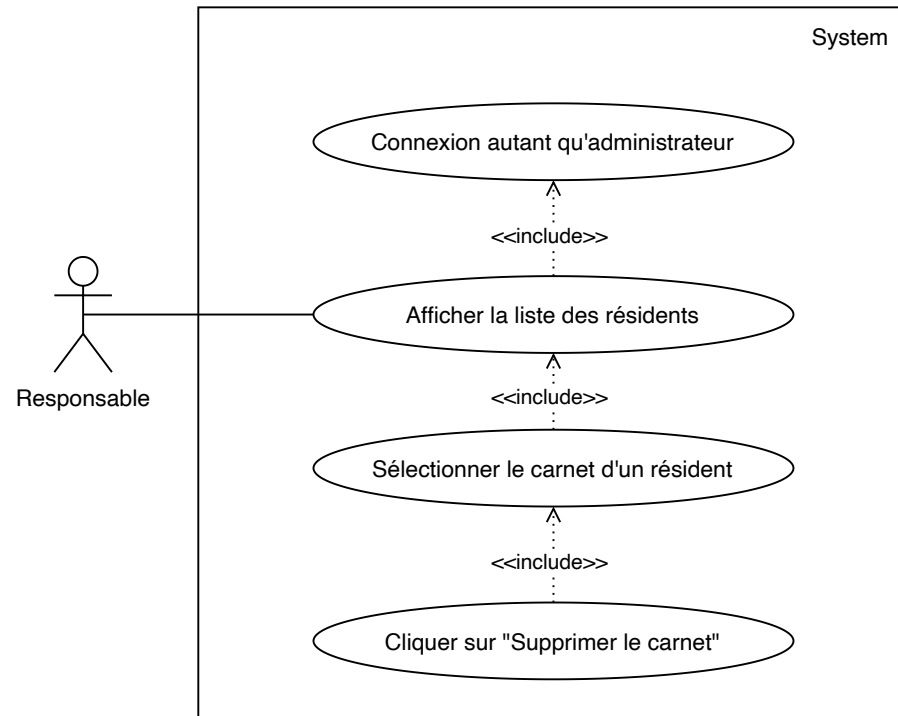 System
Connexion autant qu'administrateur
<<include>>
Afficher la liste des résidents
<<include>>
Responsable
Sélectionner le carnet d'un résident
<<include>>
Cliquer sur "Supprimer le carnet"